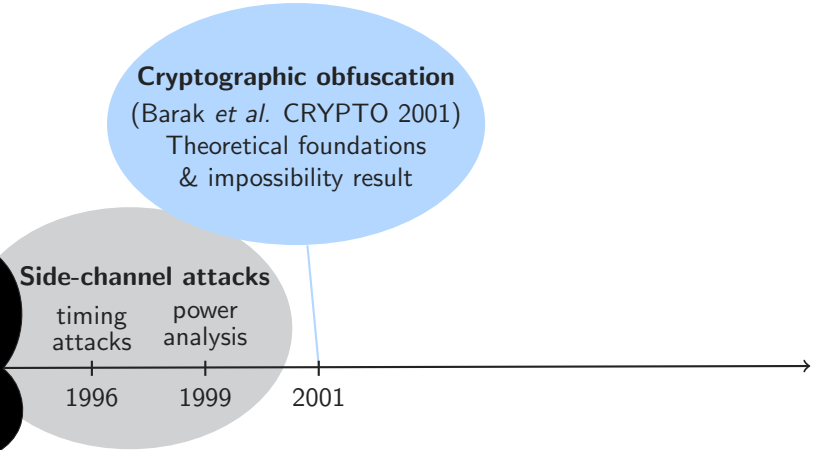 Cryptographic obfuscation
(Barak et al. CRYPTO 2001)
Theoretical foundations
& impossibility result
Side-channel attacks
timing
attacks
power
analysis
1996
1999
2001